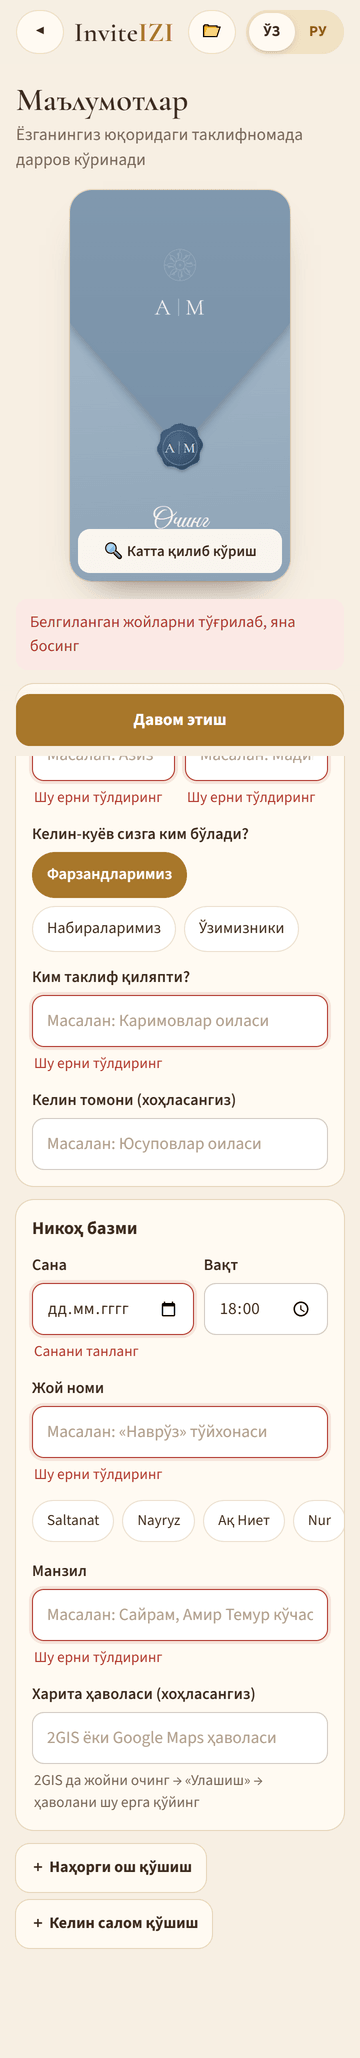 InviteIZI
ЎЗ
РУ
Маълумотлар
Ёзганингиз юқоридаги таклифномада
дарров кўринади
A | M
A | M
Очинг
Катта қилиб кўриш
Белгиланган жойларни тўғрилаб, яна
босинг
Давом этиш
Масалан: Азиз
Масалан: Мади
Шу ерни тўлдиринг
Шу ерни тўлдиринг
Келин-куёв сизга ким бўлади?
Фарзандларимиз
Набираларимиз
Ўзимизники
Ким таклиф қиляпти?
Масалан: Каримовлар оиласи
Шу ерни тўлдиринг
Келин томони (хоҳласангиз)
Масалан: Юсуповлар оиласи
Никоҳ базми
Сана
Вақт
дд.мм.гггг
18:00
Санани танланг
Жой номи
Масалан: «Наврўз» тўйхонаси
Шу ерни тўлдиринг
Saltanat
Nayryz
Ақ Ниет
Nur
Манзил
Масалан: Сайрам, Амир Темур кўчас
Шу ерни тўлдиринг
Харита ҳаволаси (хоҳласангиз)
2GIS ёки Google Maps ҳаволаси
2GIS да жойни очинг → «Улашиш» →
ҳаволани шу ерга қўйинг
+ Наҳорги ош қўшиш
+ Келин салом қўшиш